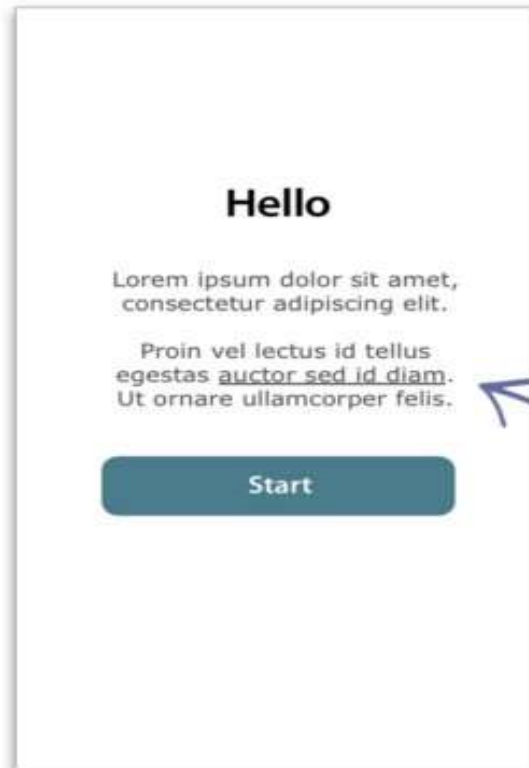 Hello
Lorem ipsum dolor sit amet,
consectetur adipiscing elit.
Proin vel lectus id tellus
egestas auctor sed id diam.
Ut ornare ullamcorper felis.
Start